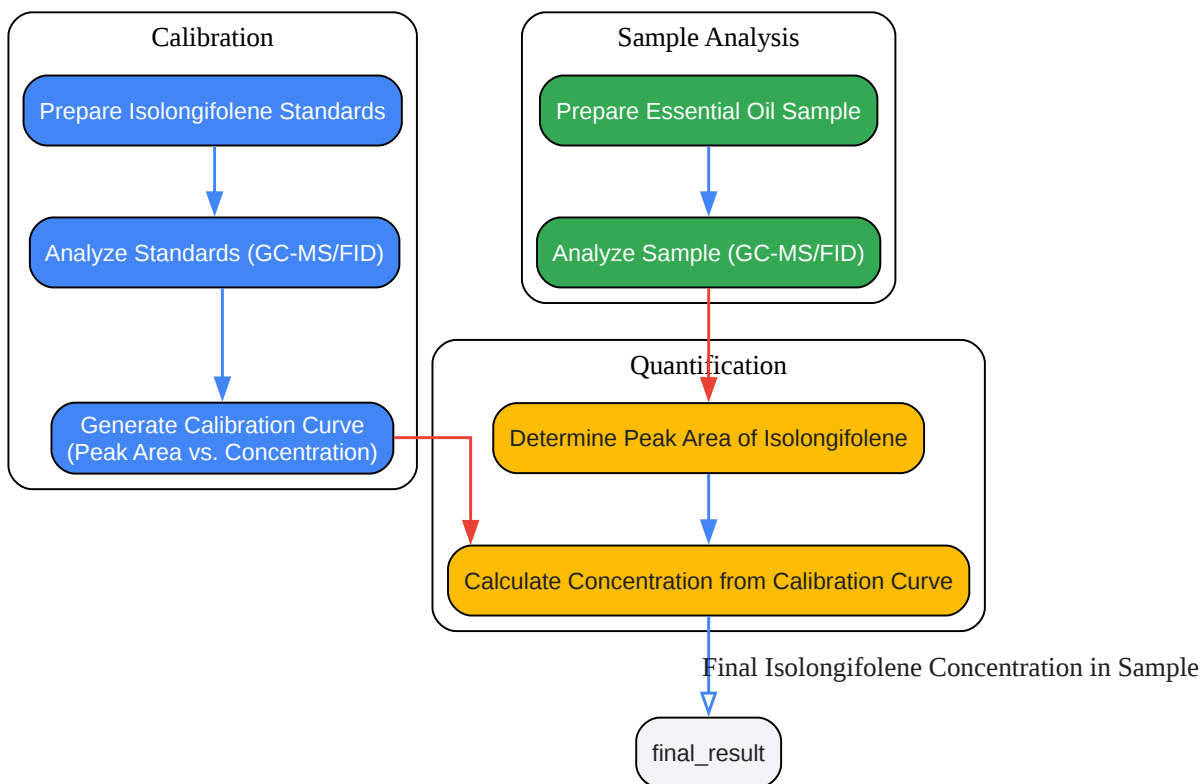 Calibration
Prepare Isolongifolene Standards
Analyze Standards (GC-MS/FID)
Generate Calibration Curve
(Peak Area vs. Concentration)
Sample Analysis
Prepare Essential Oil Sample
Analyze Sample (GC-MS/FID)
Quantification
Determine Peak Area of Isolongifolene
Calculate Concentration from Calibration Curve
Final Isolongifolene Concentration in Sample
final_result